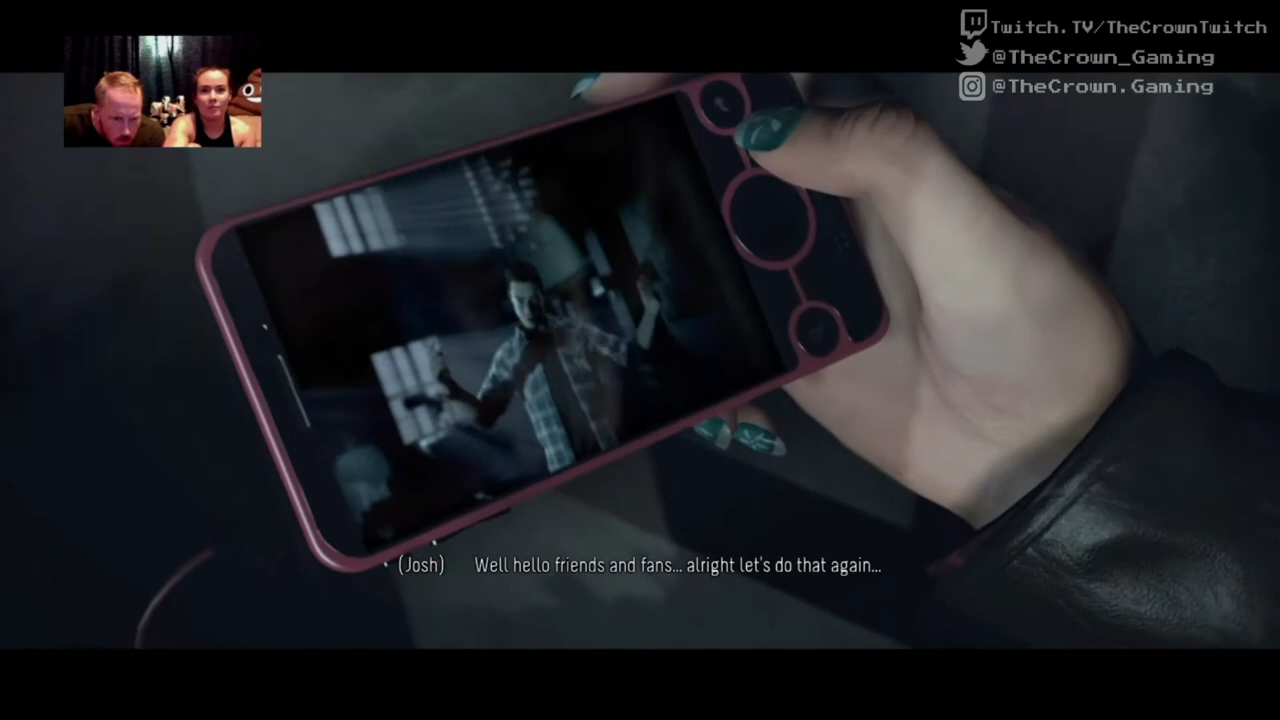 Twitch.TV/TheCrownTwitch
@TheCrown_Gaming
@TheCrown.Gaming
(Josh) Well hello friends and fans... alright let's do that again...